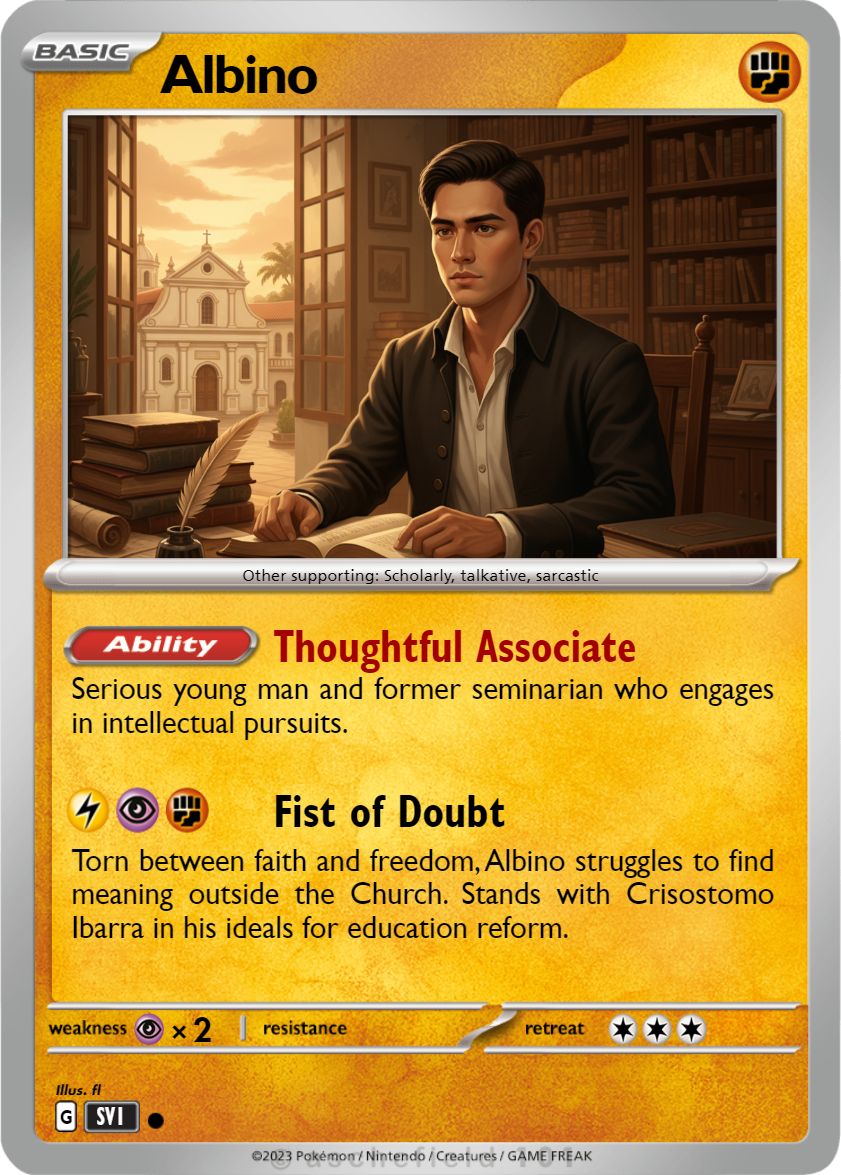 BASIC
Albino
Other supporting: Scholarly, talkative, sarcastic
Ability Thoughtful Associate
Serious young man and former seminarian who engages
in intellectual pursuits.
Fist of Doubt
Torn between faith and freedom, Albino struggles to find
meaning outside the Church. Stands with Crisostomo
Ibarra in his ideals for education reform.
weakness × 2 resistance retreat
Illus. fl
G SVI
©2023 Pokémon / Nintendo / Creatures / GAME FREAK